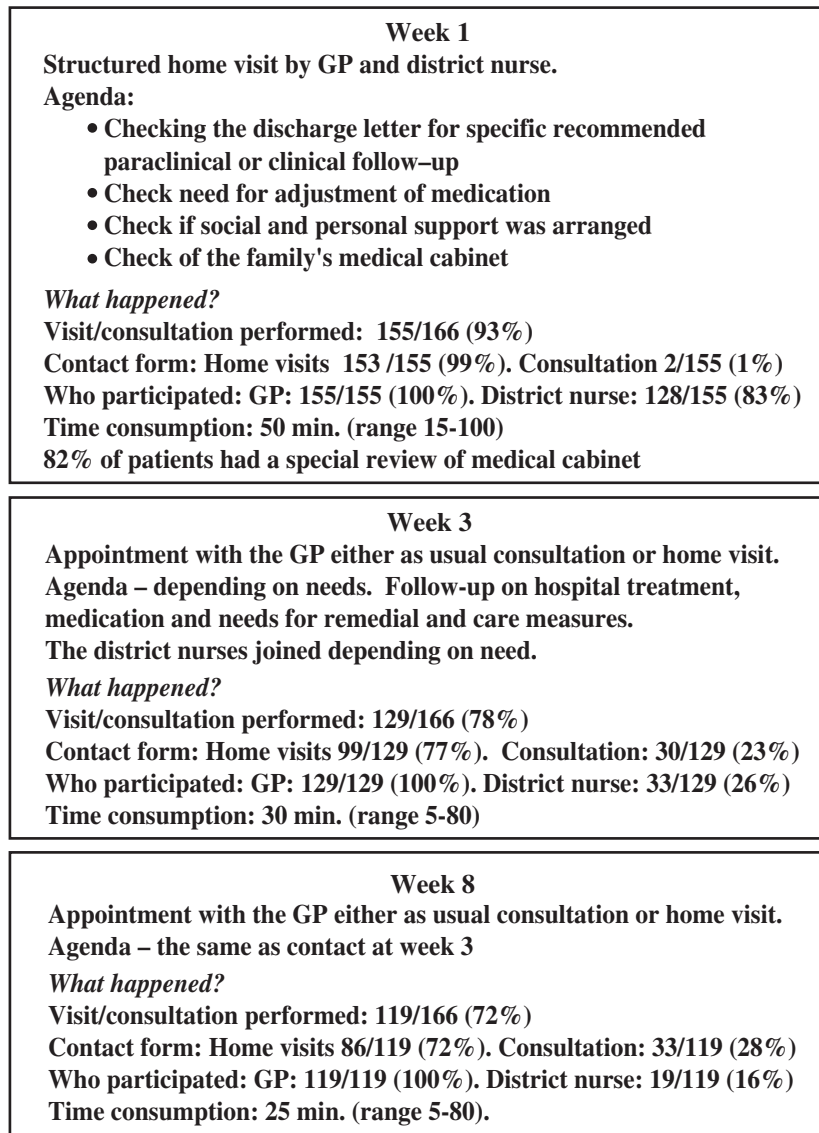 Week 1
Structured home visit by GP and district nurse.
Agenda:
• Checking the discharge letter for specific recommended
paraclinical or clinical follow–up
• Check need for adjustment of medication
• Check if social and personal support was arranged
• Check of the family's medical cabinet
What happened?
Visit/consultation performed: 155/166 (93%)
Contact form: Home visits 153 /155 (99%). Consultation 2/155 (1%)
Who participated: GP: 155/155 (100%). District nurse: 128/155 (83%)
Time consumption: 50 min. (range 15-100)
82% of patients had a special review of medical cabinet
Week 3
Appointment with the GP either as usual consultation or home visit.
Agenda – depending on needs. Follow-up on hospital treatment,
medication and needs for remedial and care measures.
The district nurses joined depending on need.
What happened?
Visit/consultation performed: 129/166 (78%)
Contact form: Home visits 99/129 (77%). Consultation: 30/129 (23%)
Who participated: GP: 129/129 (100%). District nurse: 33/129 (26%)
Time consumption: 30 min. (range 5-80)
Week 8
Appointment with the GP either as usual consultation or home visit.
Agenda – the same as contact at week 3
What happened?
Visit/consultation performed: 119/166 (72%)
Contact form: Home visits 86/119 (72%). Consultation: 33/119 (28%)
Who participated: GP: 119/119 (100%). District nurse: 19/119 (16%)
Time consumption: 25 min. (range 5-80).